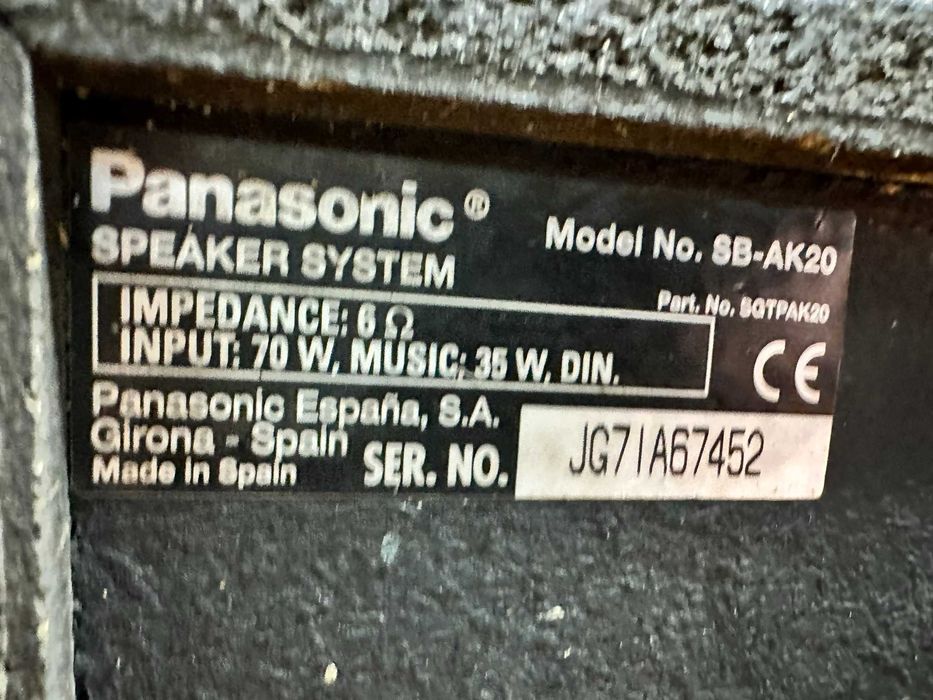 Panasonic®
SPEAKER SYSTEM
Model No. SB-AK20
Part. No. SGTPAK20
IMPEDANCE: 6 Ω
INPUT: 70 W, MUSIC; 35 W, DIN.
CE
Panasonic España, S.A.
Girona - Spain
Made in Spain
SER. NO. JG7IA67452